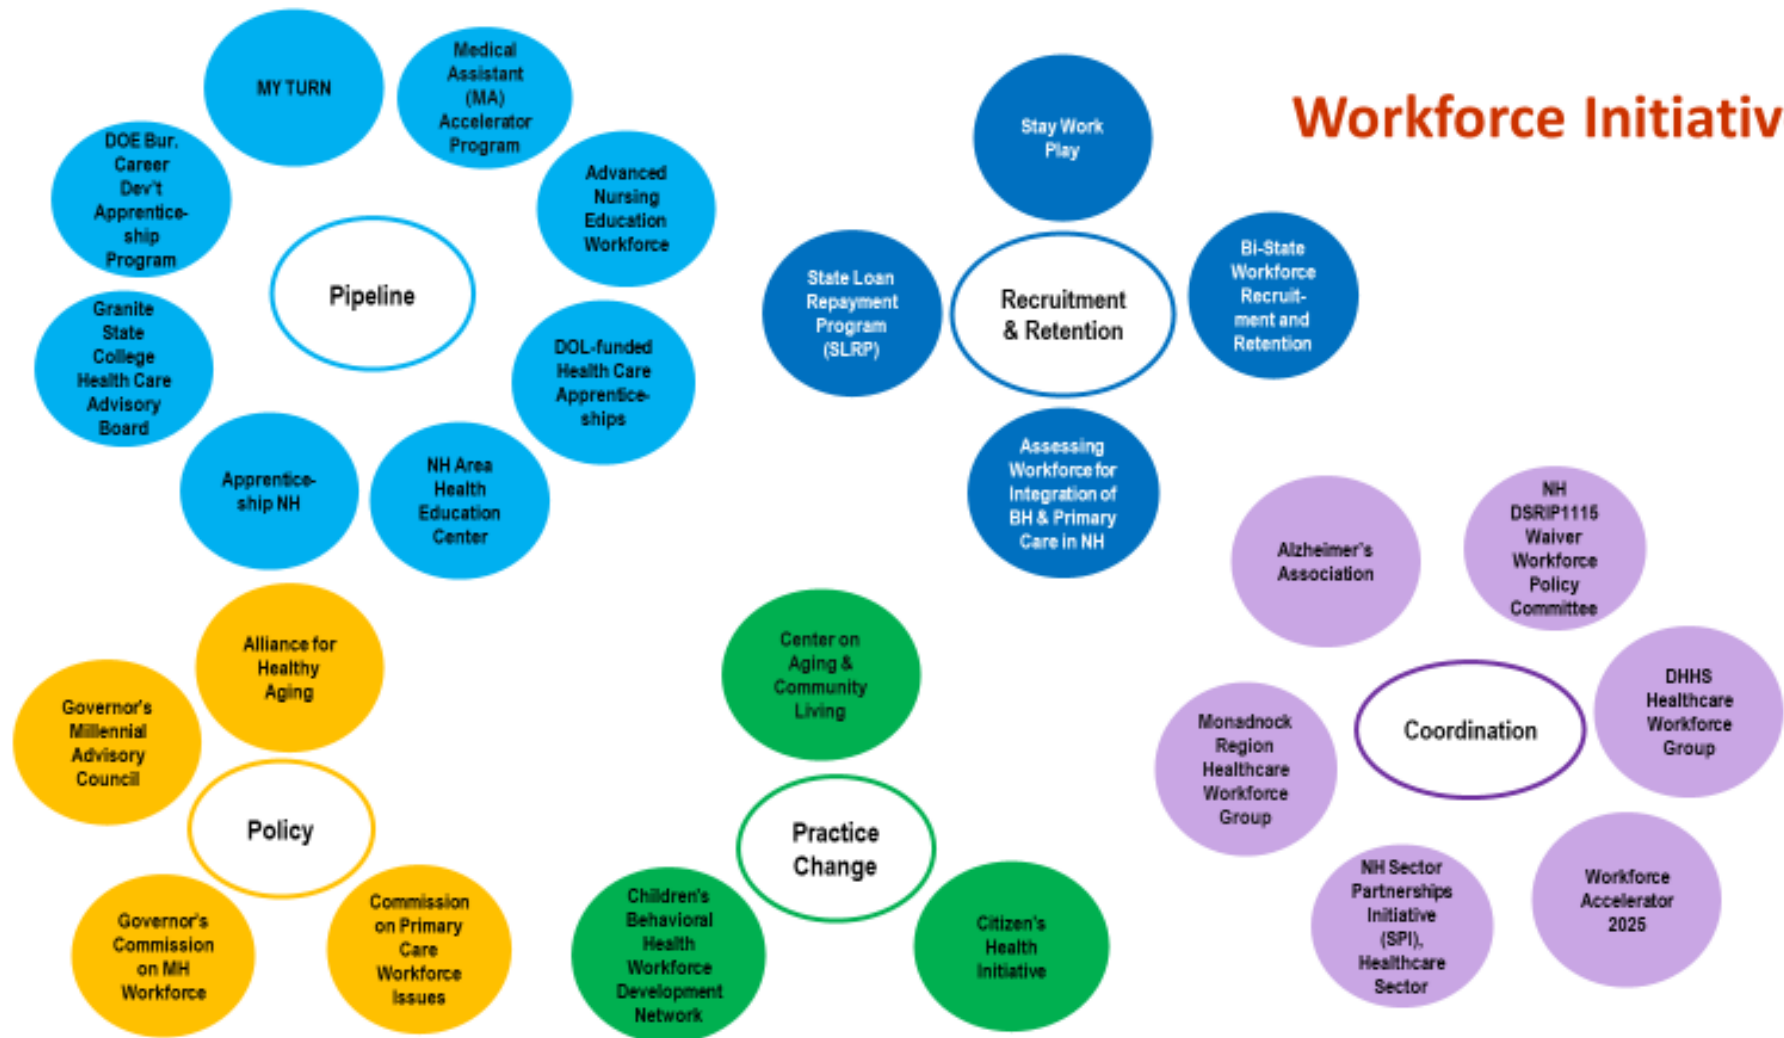 Workforce Initiativ
MY TURN
Medical
Assistant
(MA)
Accelerator
Program
DOE Bur.
Career
Dev't
Apprentice-
ship
Program
Advanced
Nursing
Education
Workforce
Pipeline
Granite
State
College
Health Care
Advisory
Board
DOL-funded
Health Care
Apprentice-
ships
Apprentice-
ship NH
NH Area
Health
Education
Center
Stay Work
Play
State Loan
Repayment
Program
(SLRP)
Recruitment
& Retention
Bi-State
Workforce
Recruit-
ment and
Retention
Assessing
Workforce for
Integration of
BH & Primary
Care in NH
Alliance for
Healthy
Aging
Governor's
Millennial
Advisory
Council
Policy
Governor's
Commission
on MH
Workforce
Commission
on Primary
Care
Workforce
Issues
Center on
Aging &
Community
Living
Practice
Change
Children's
Behavioral
Health
Workforce
Development
Network
Citizen's
Health
Initiative
Alzheimer's
Association
NH
DSRIP1115
Waiver
Workforce
Policy
Committee
Monadnock
Region
Healthcare
Workforce
Group
Coordination
DHHS
Healthcare
Workforce
Group
NH Sector
Partnerships
Initiative
(SPI),
Healthcare
Sector
Workforce
Accelerator
2025